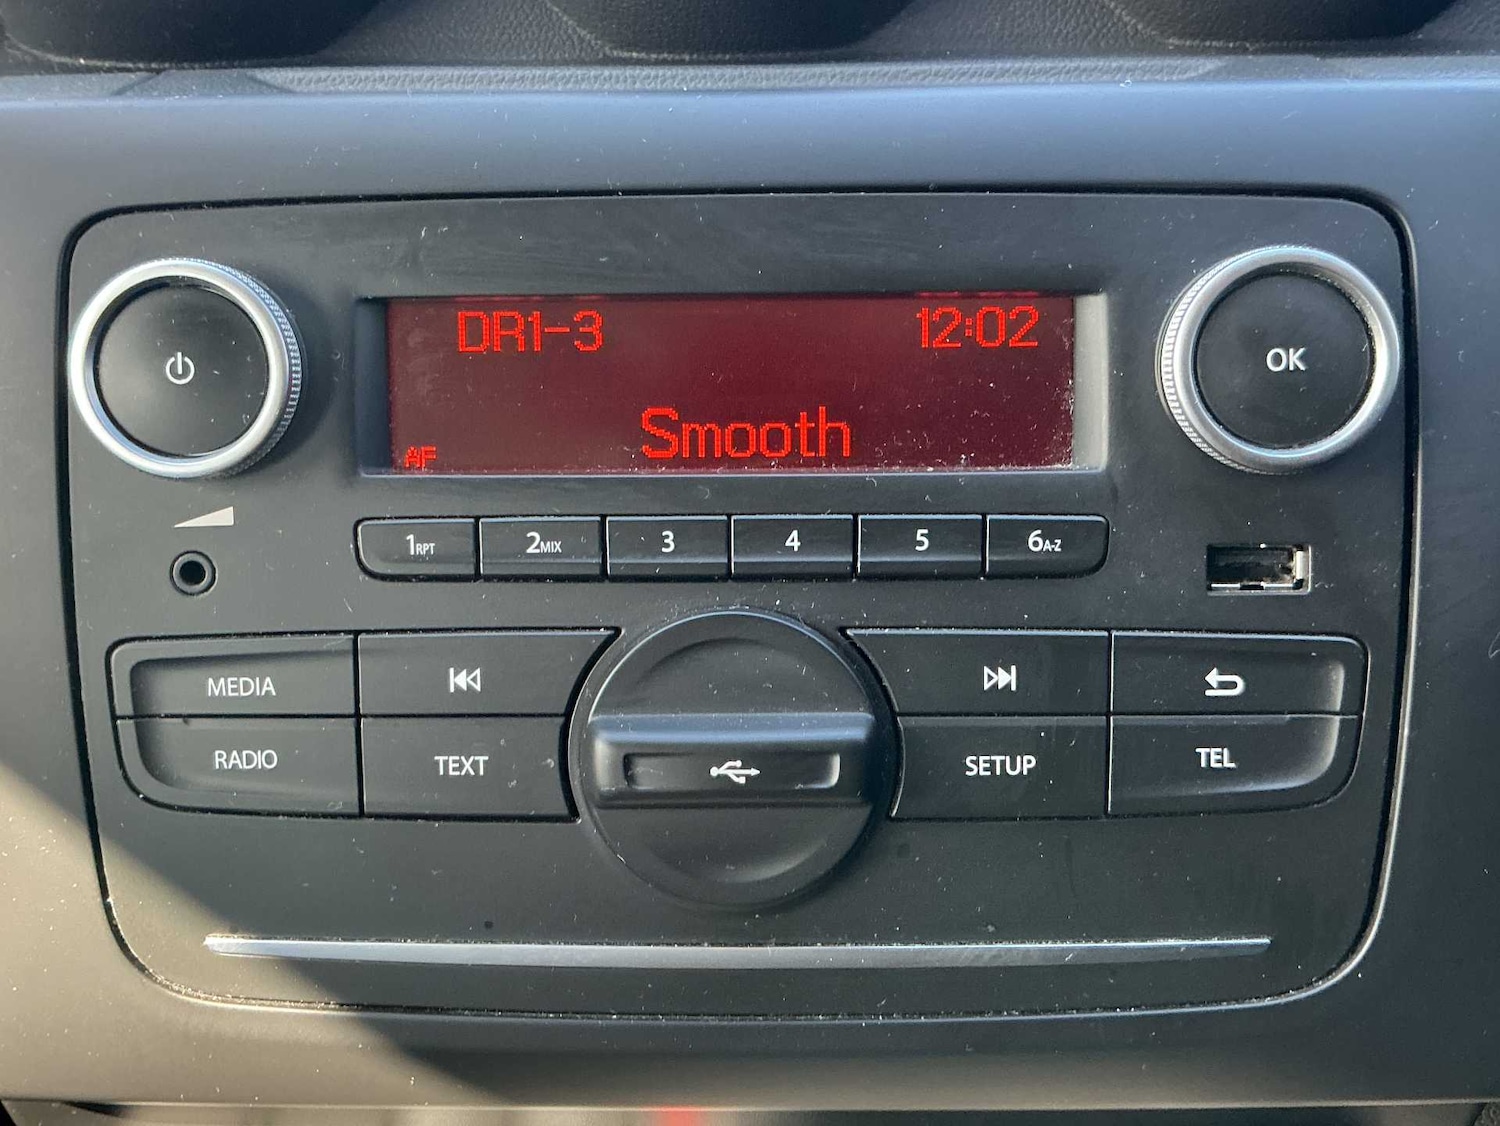 DR1-3 12:02
Smooth
AF
OK
1RPT 2MIX 3 4 5 6A-Z
MEDIA
RADIO TEXT SETUP TEL